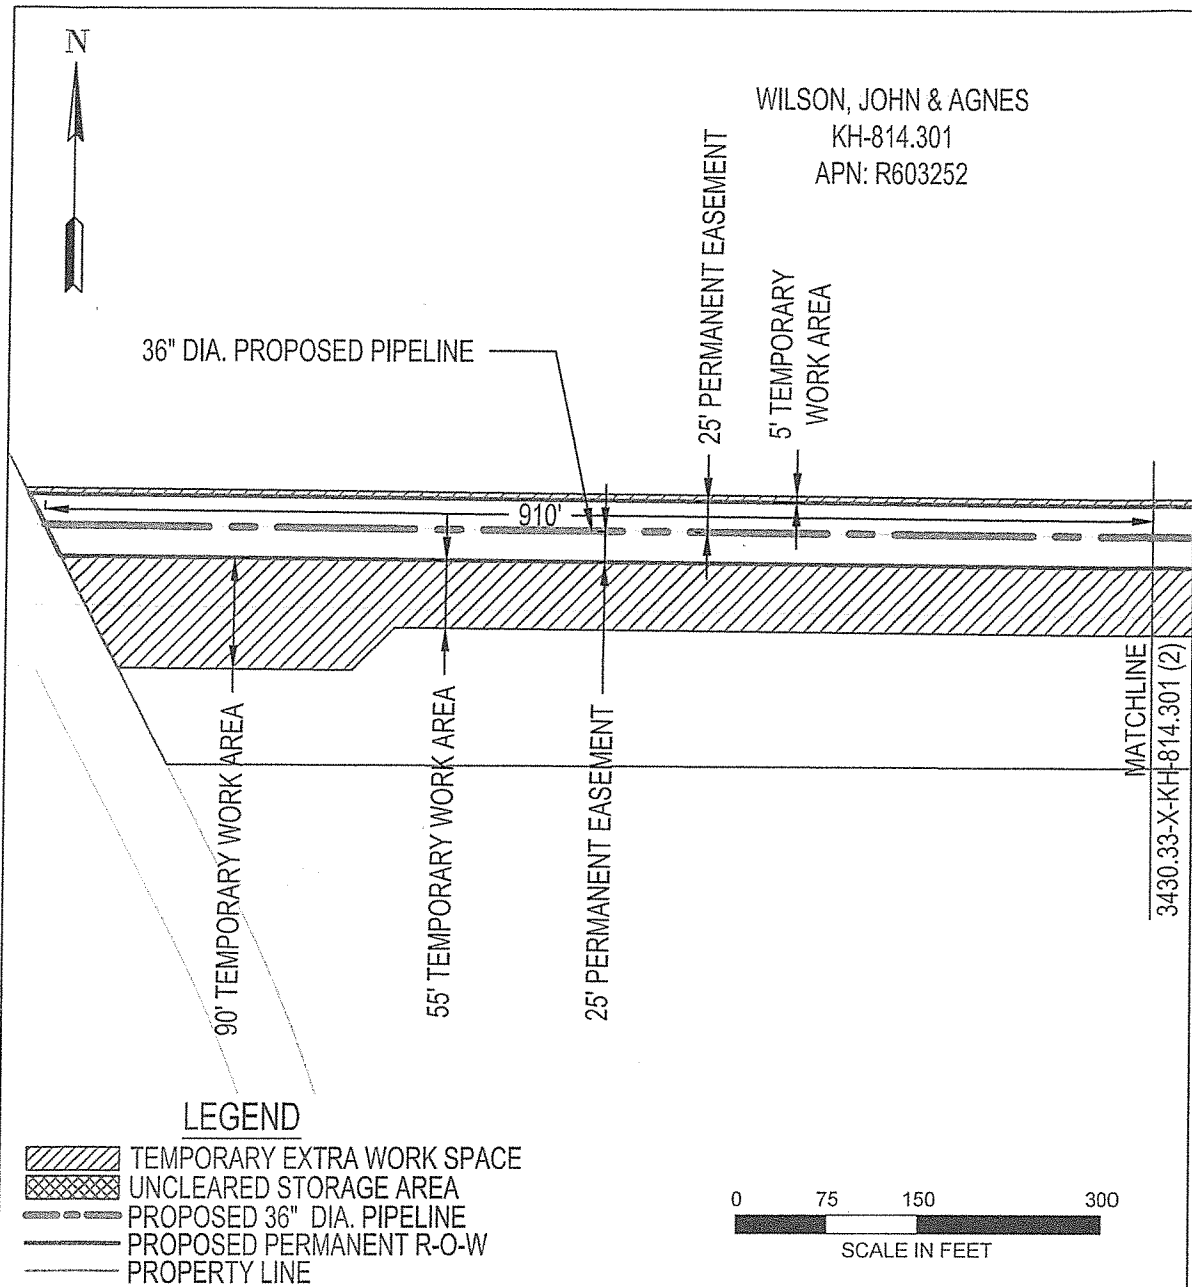 N
WILSON, JOHN & AGNES
KH-814.301
APN: R603252
25' PERMANENT EASEMENT
5' TEMPORARY
WORK AREA
36" DIA. PROPOSED PIPELINE
910'
90' TEMPORARY WORK AREA
55' TEMPORARY WORK AREA
25' PERMANENT EASEMENT
MATCHLINE
3430.33-X-KH-814.301 (2)
LEGEND
TEMPORARY EXTRA WORK SPACE
UNCLEARED STORAGE AREA
PROPOSED 36" DIA. PIPELINE
PROPOSED PERMANENT R-O-W
PROPERTY LINE
0 75 150 300
SCALE IN FEET